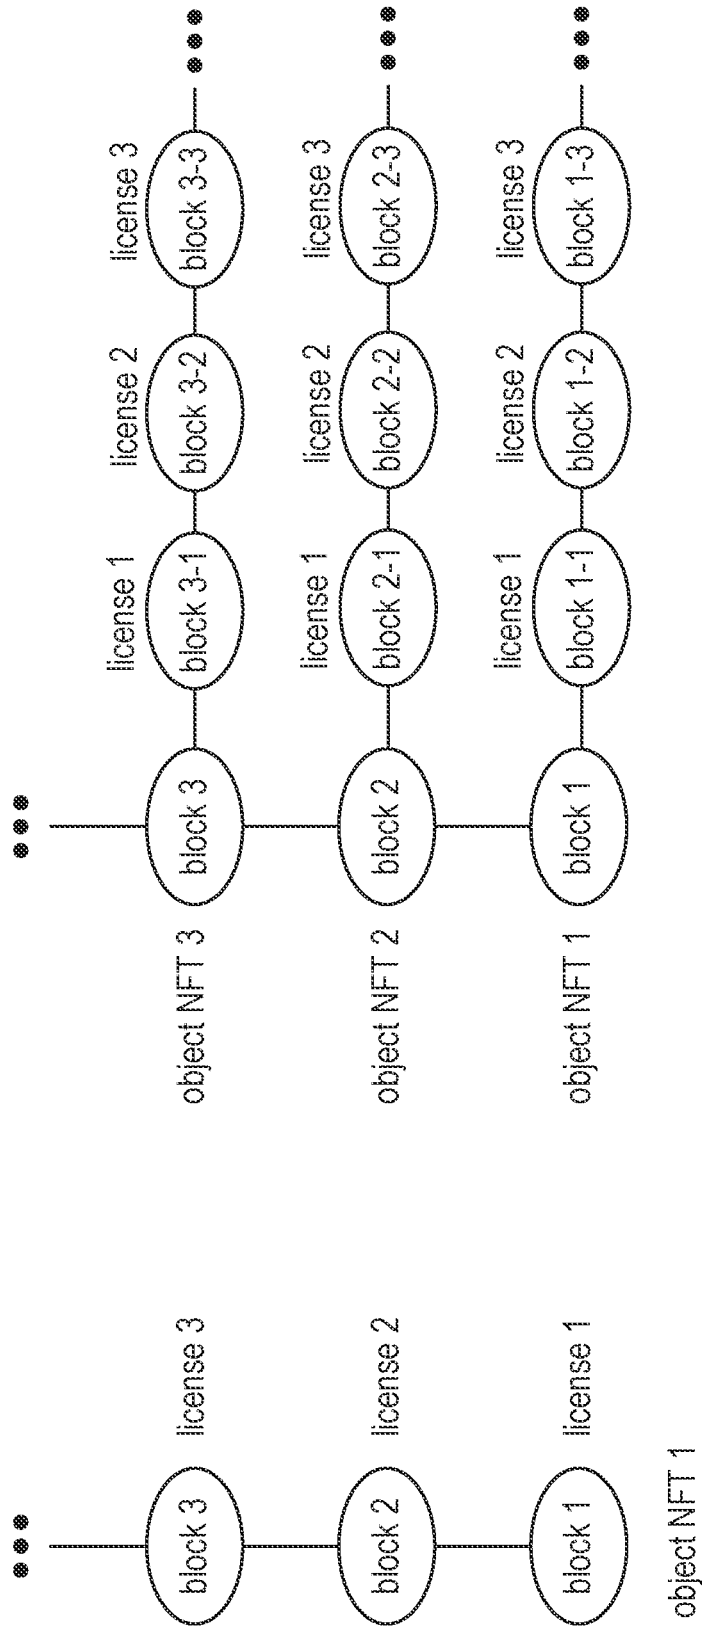 block 3
license 3
block 2
license 2
block 1
license 1
object NFT 1
license 1
license 2
license 3
object NFT 3
block 3
block 3-1
block 3-2
block 3-3
license 1
license 2
license 3
object NFT 2
block 2
block 2-1
block 2-2
block 2-3
license 1
license 2
license 3
object NFT 1
block 1
block 1-1
block 1-2
block 1-3